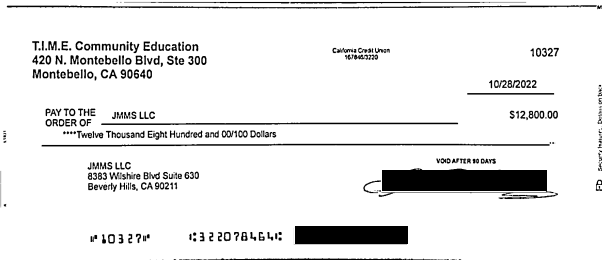 T.I.M.E. Community Education
420 N. Montebello Blvd, Ste 300
Montebello, CA 90640
California Credit Union
10327
10/28/2022
PAY TO THE
ORDER OF
JMMS LLC
$12,800.00
****Twelve Thousand Eight Hundred and 00/100 Dollars
JMMS LLC
8383 Wilshire Blvd Suite 630
Beverly Hills, CA 90211
VOID AFTER 90 DAYS
⑈10327⑈ ⑆322078464⑆